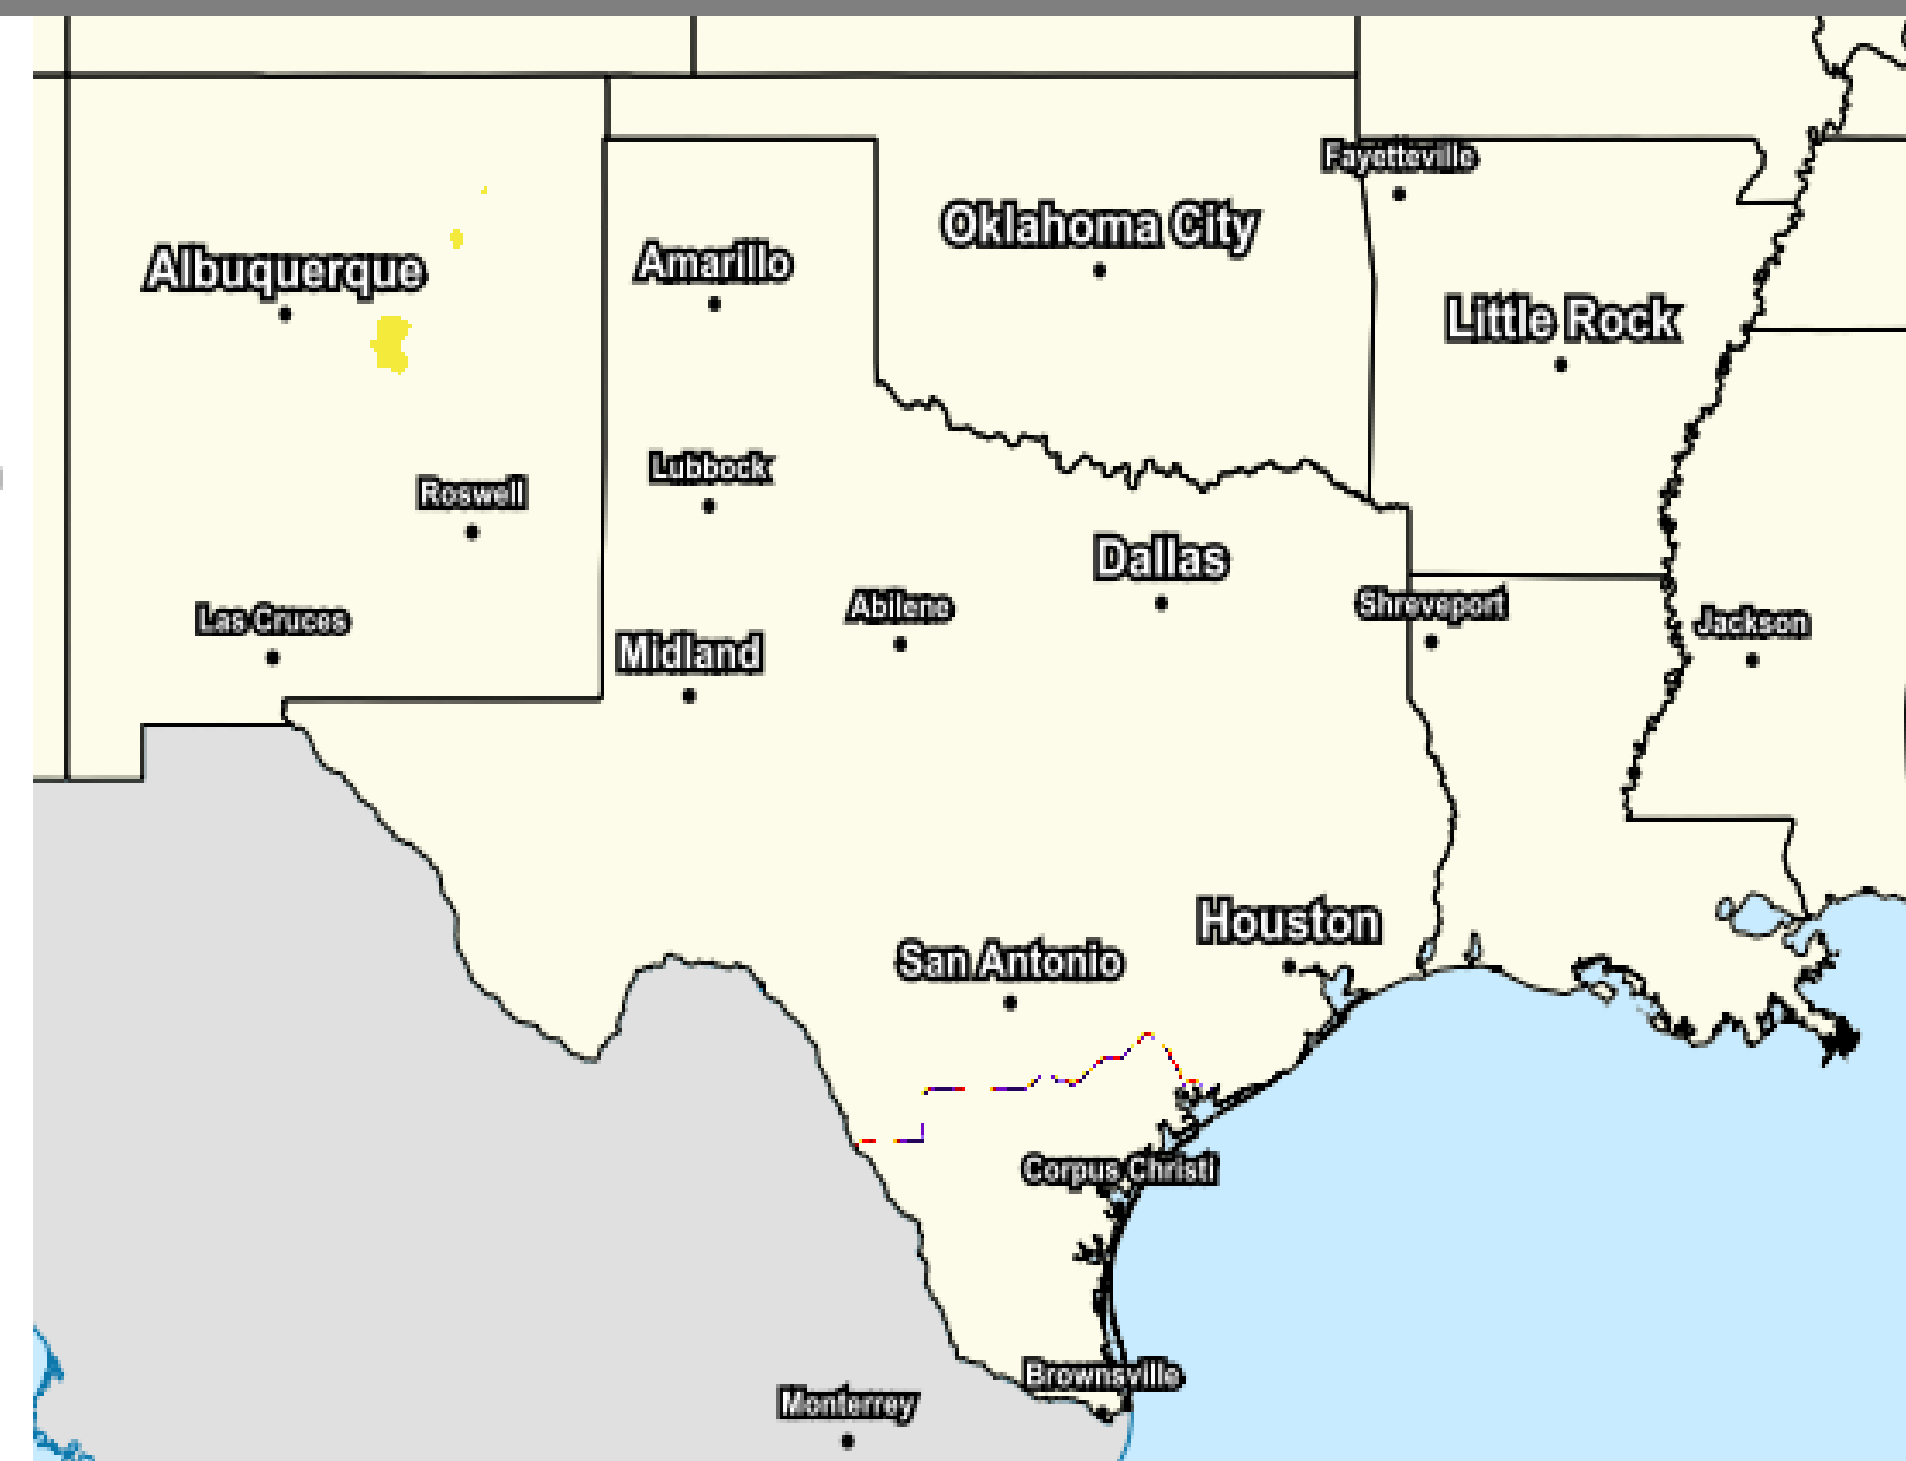 Fayetteville
Oklahoma City
Albuquerque
Amarillo
Little Rock
Lubbock
Roswell
Dallas
Abilene
Shreveport
Las Cruces
Jackson
Midland
Houston
San Antonio
Corpus Christi
Brownsville
Monterrey